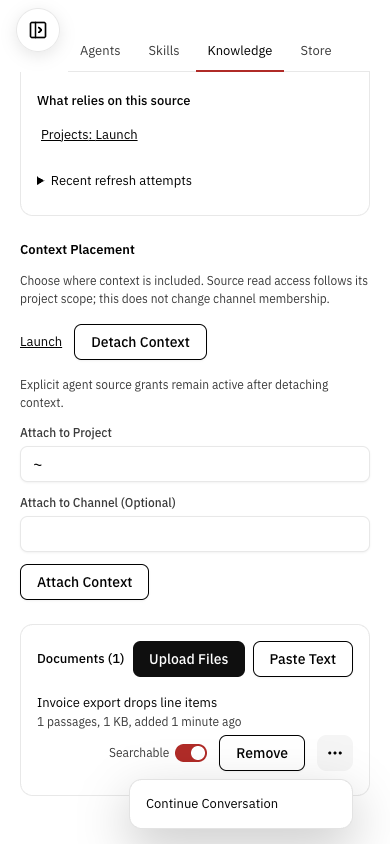 Agents Skills Knowledge Store
What relies on this source
Projects: Launch
Recent refresh attempts
Context Placement
Choose where context is included. Source read access follows its
project scope; this does not change channel membership.
Launch Detach Context
Explicit agent source grants remain active after detaching
context.
Attach to Project
~
Attach to Channel (Optional)
Attach Context
Documents (1) Upload Files Paste Text
Invoice export drops line items
1 passages, 1 KB, added 1 minute ago
Searchable Remove ···
Continue Conversation